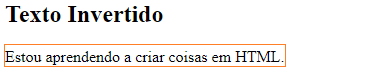 Texto Invertido
Estou aprendendo a criar coisas em HTML.